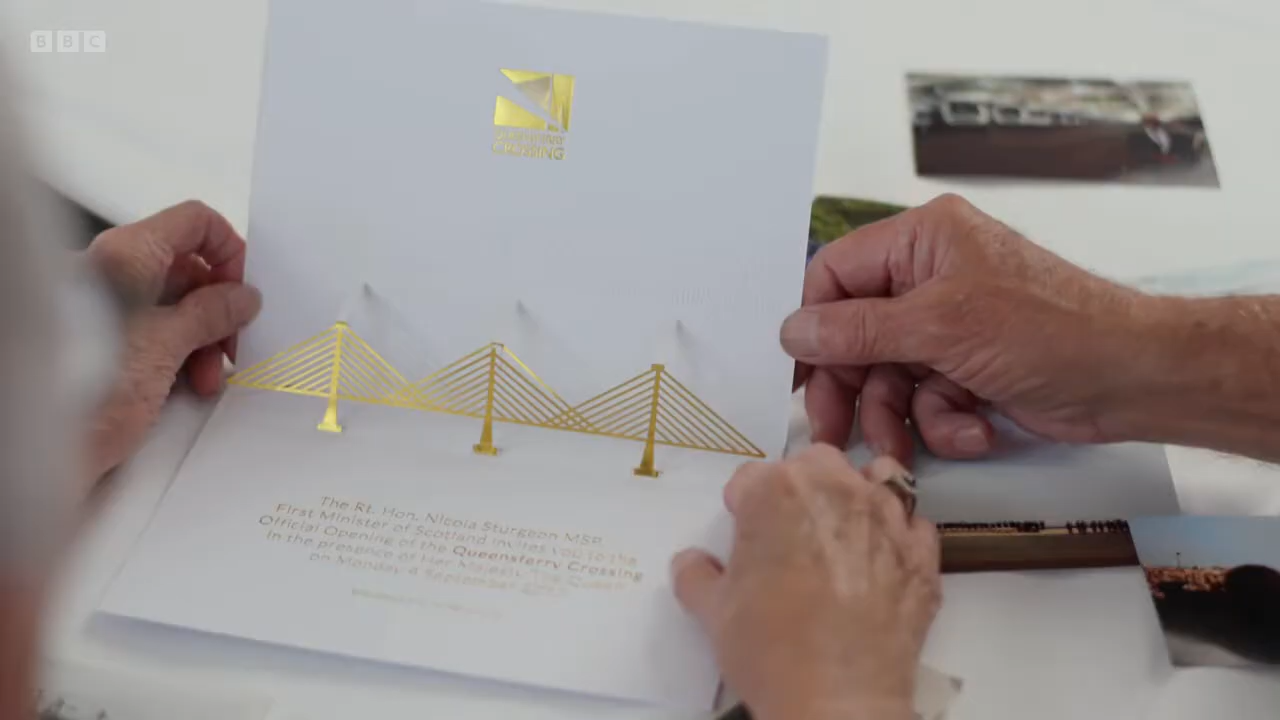 BBC
CROSSING
The Rt. Hon. Nicola Sturgeon MSP
First Minister of Scotland invites you to the
Official Opening of the Queensferry Crossing
in the presence of Her Majesty The Queen
on Monday 4 September